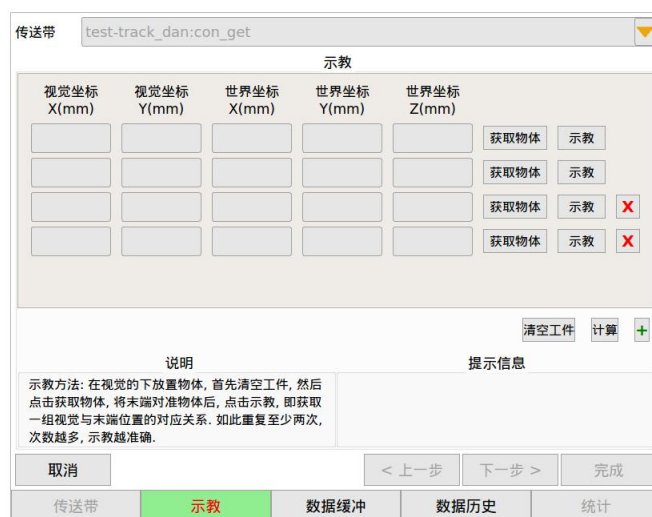 传送带 test-track_dan:con_get
示教
视觉坐标 视觉坐标 世界坐标 世界坐标 世界坐标
X(mm) Y(mm) X(mm) Y(mm) Z(mm)
获取物体 示教
获取物体 示教
获取物体 示教 X
获取物体 示教 X
清空工件 计算 +
说明 提示信息
示教方法: 在视觉的下放置物体, 首先清空工件, 然后
点击获取物体, 将末端对准物体后, 点击示教, 即获取
一组视觉与末端位置的对应关系. 如此重复至少两次,
次数越多, 示教越准确.
取消 < 上一步 下一步 > 完成
传送带 示教 数据缓冲 数据历史 统计